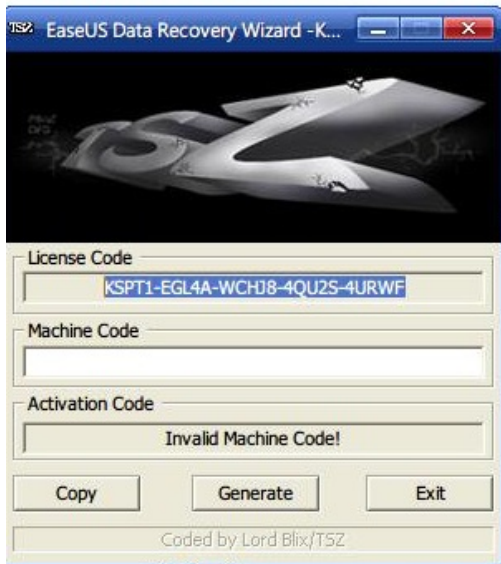 TSZ EaseUS Data Recovery Wizard -K...
TSZ
License Code
KSPT1-EGL4A-WCHJ8-4QU2S-4URWF
Machine Code
Activation Code
Invalid Machine Code!
Copy Generate Exit
Coded by Lord Blix/TSZ